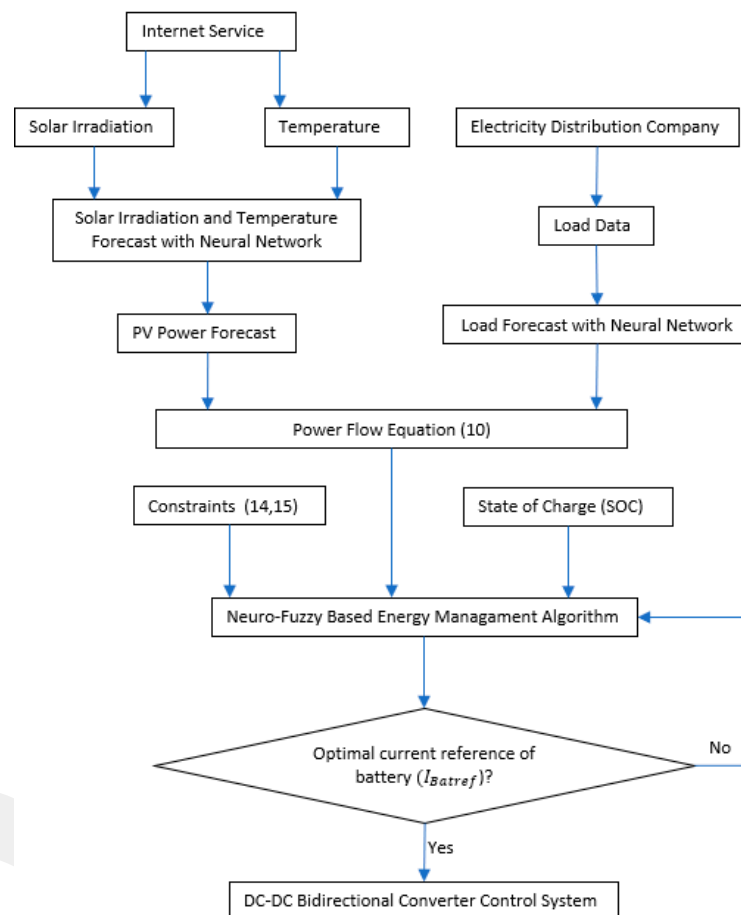 Internet Service
Solar Irradiation
Temperature
Electricity Distribution Company
Solar Irradiation and Temperature
Forecast with Neural Network
Load Data
PV Power Forecast
Load Forecast with Neural Network
Power Flow Equation (10)
Constraints (14,15)
State of Charge (SOC)
Neuro-Fuzzy Based Energy Managament Algorithm
Optimal current reference of
battery (I_Batref)?
No
Yes
DC-DC Bidirectional Converter Control System